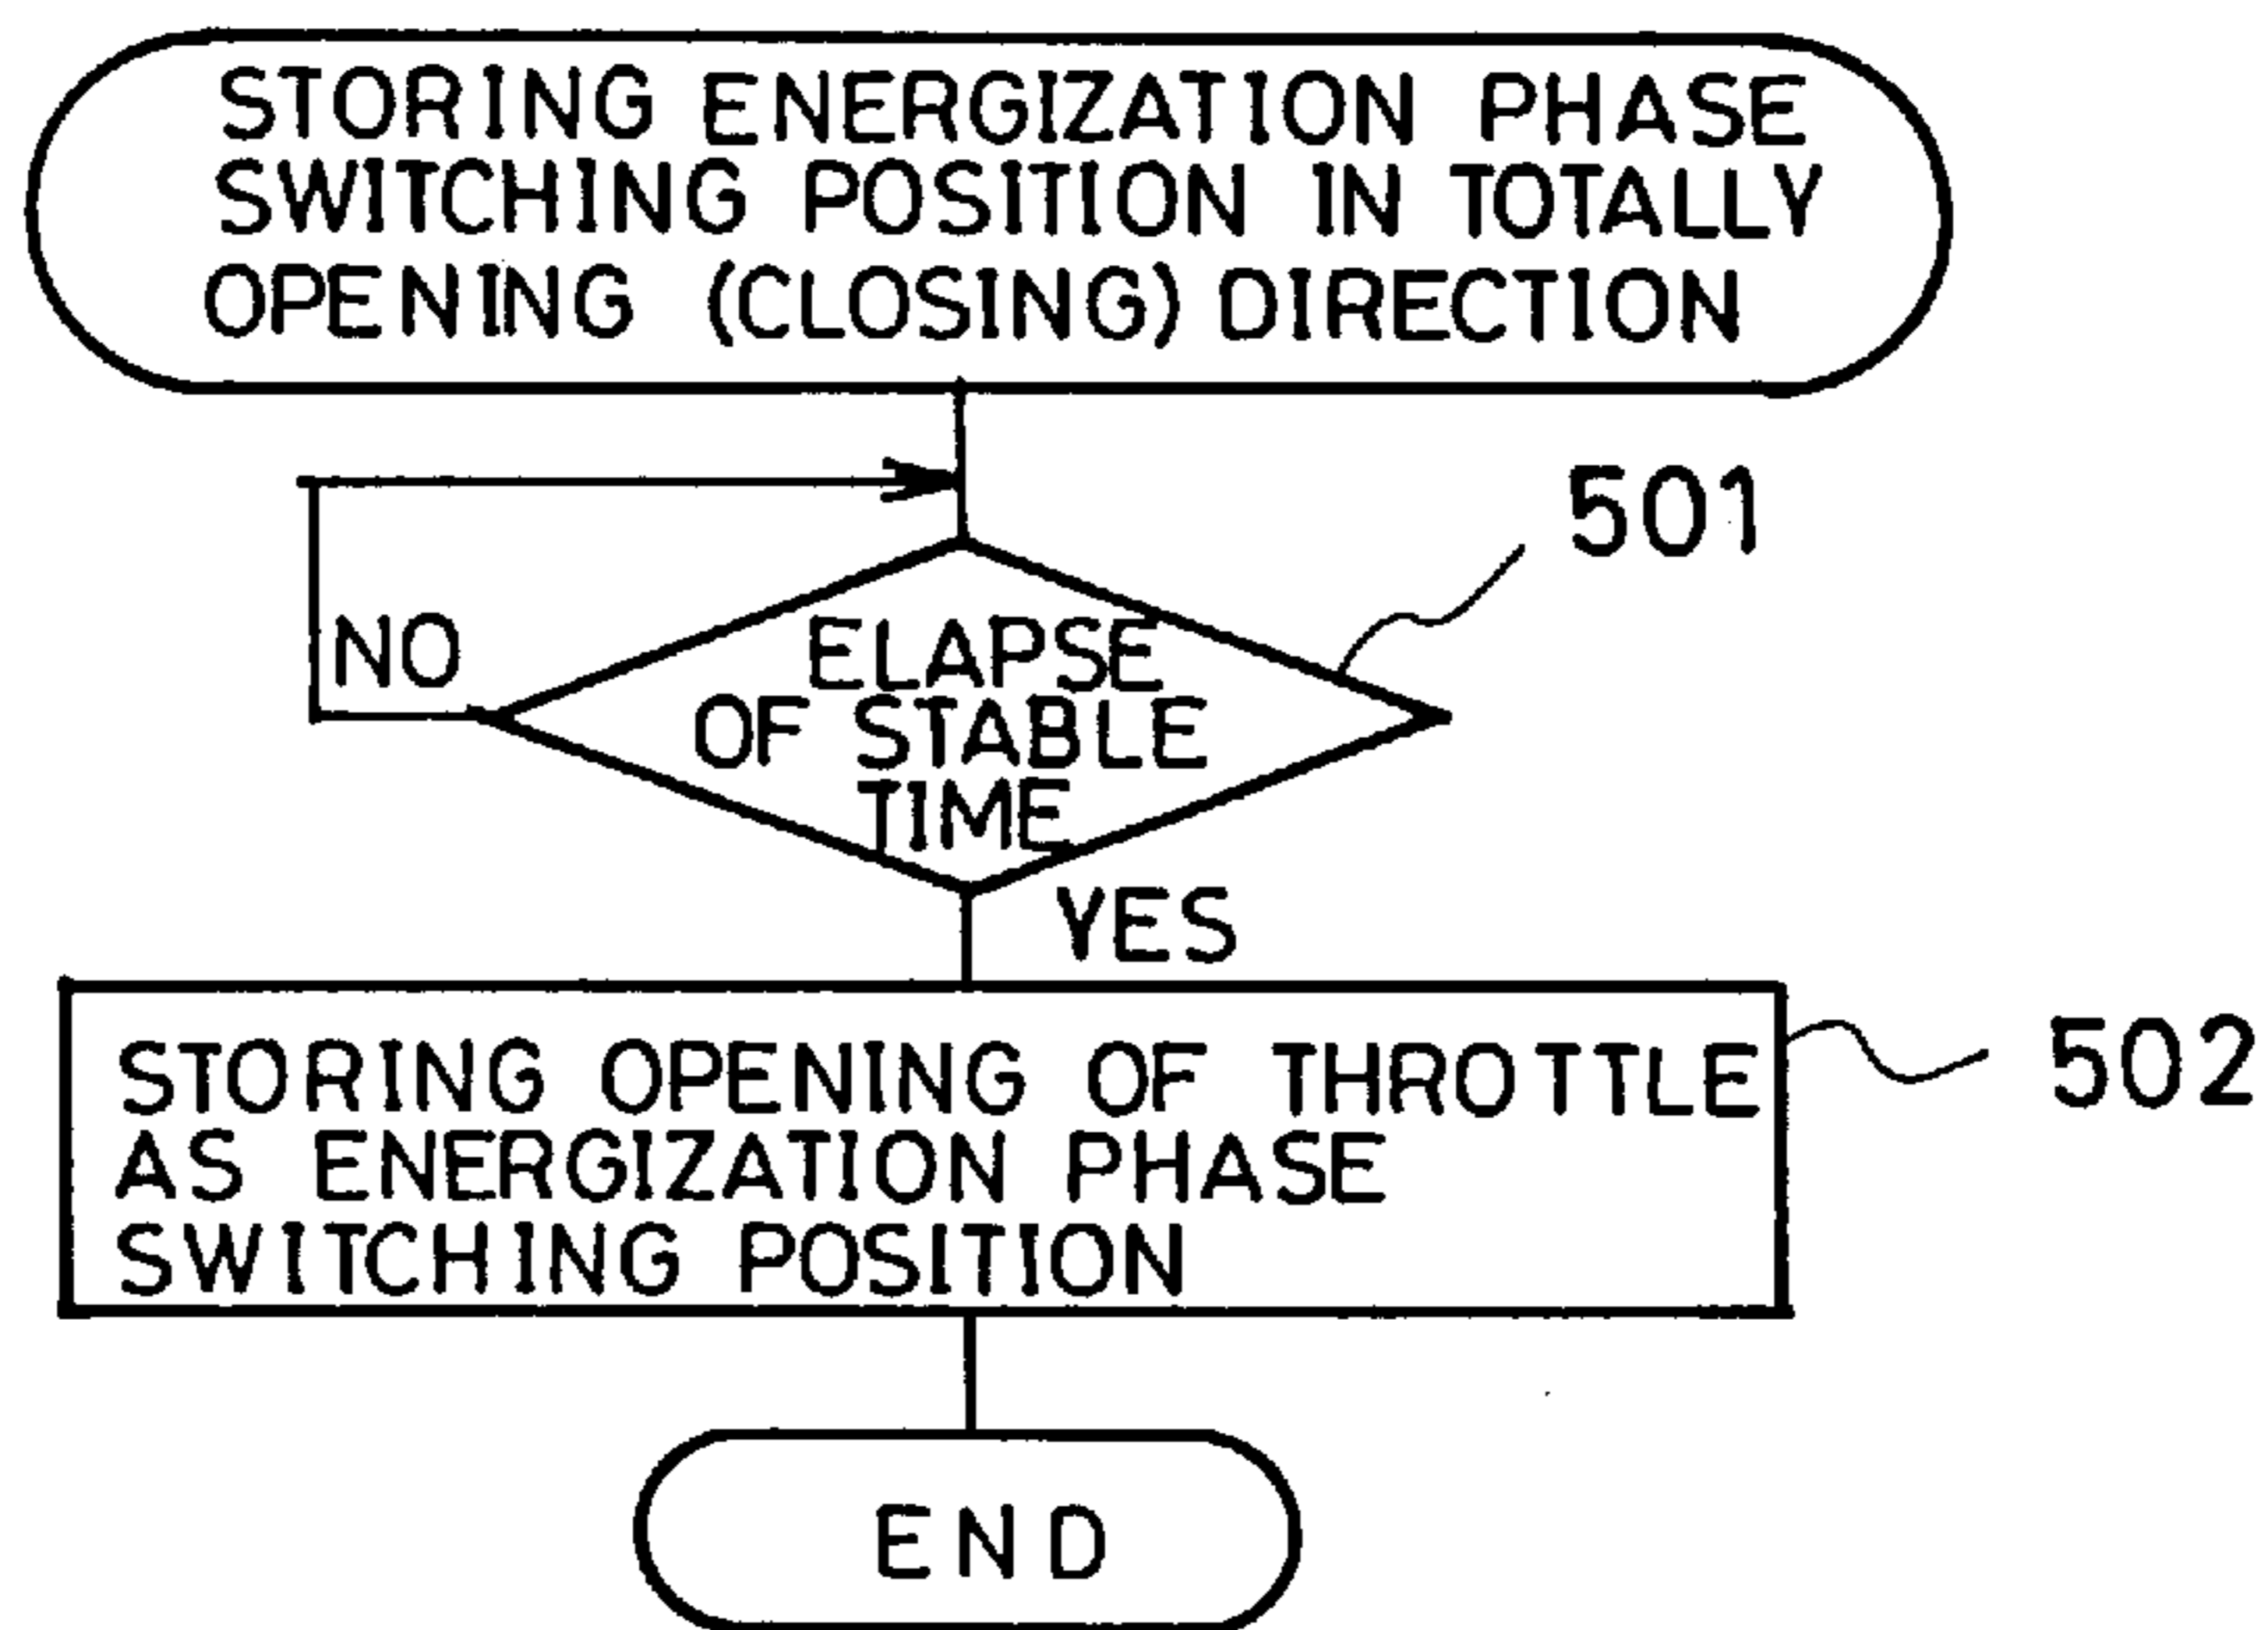 STORING ENERGIZATION PHASE
SWITCHING POSITION IN TOTALLY
OPENING (CLOSING) DIRECTION
501
NO
ELAPSE
OF STABLE
TIME
YES
STORING OPENING OF THROTTLE
AS ENERGIZATION PHASE
SWITCHING POSITION
502
END